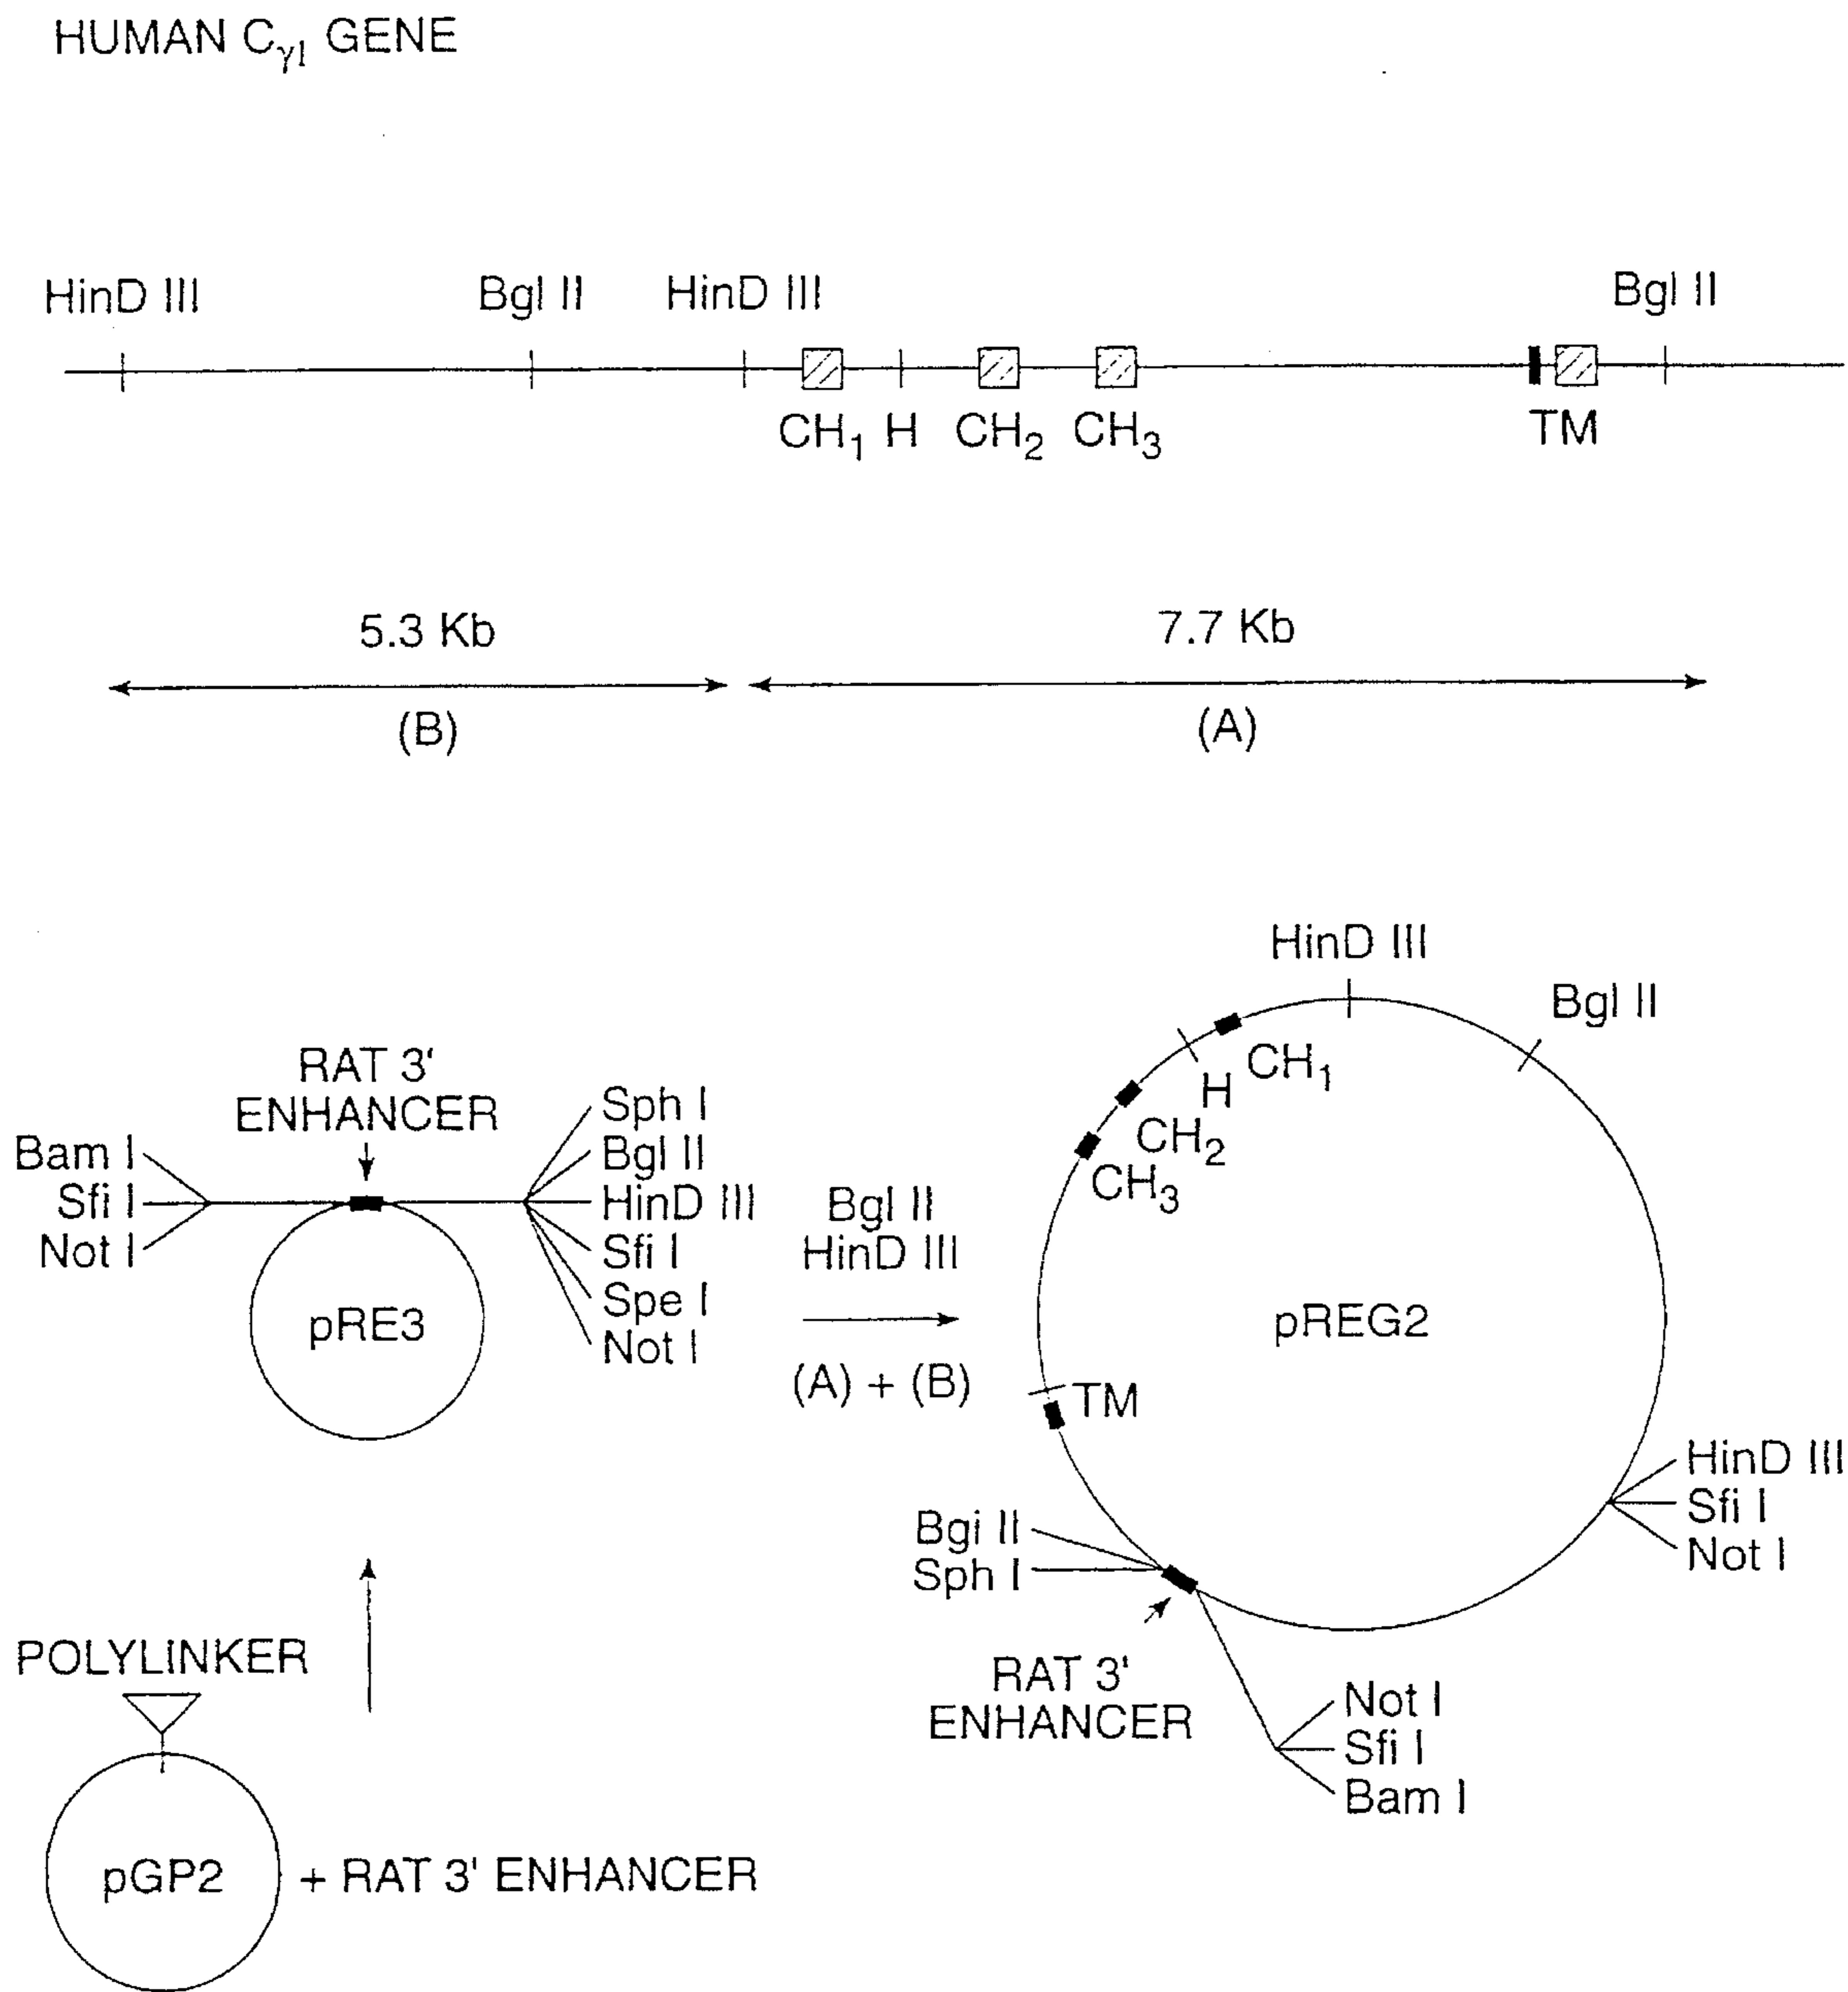 HUMAN Cγ1 GENE
HinD III Bgl II HinD III Bgl II
CH1 H CH2 CH3 TM
5.3 Kb 7.7 Kb
(B) (A)
RAT 3'
ENHANCER
Bam I
Sfi I
Not I
Sph I
Bgl II
HinD III
Sfi I
Spe I
Not I
pRE3
Bgl II
HinD III
(A) + (B)
HinD III
Bgl II
CH1
H
CH2
CH3
pREG2
TM
HinD III
Sfi I
Not I
Bgi II
Sph I
RAT 3'
ENHANCER
Not I
Sfi I
Bam I
POLYLINKER
pGP2 + RAT 3' ENHANCER